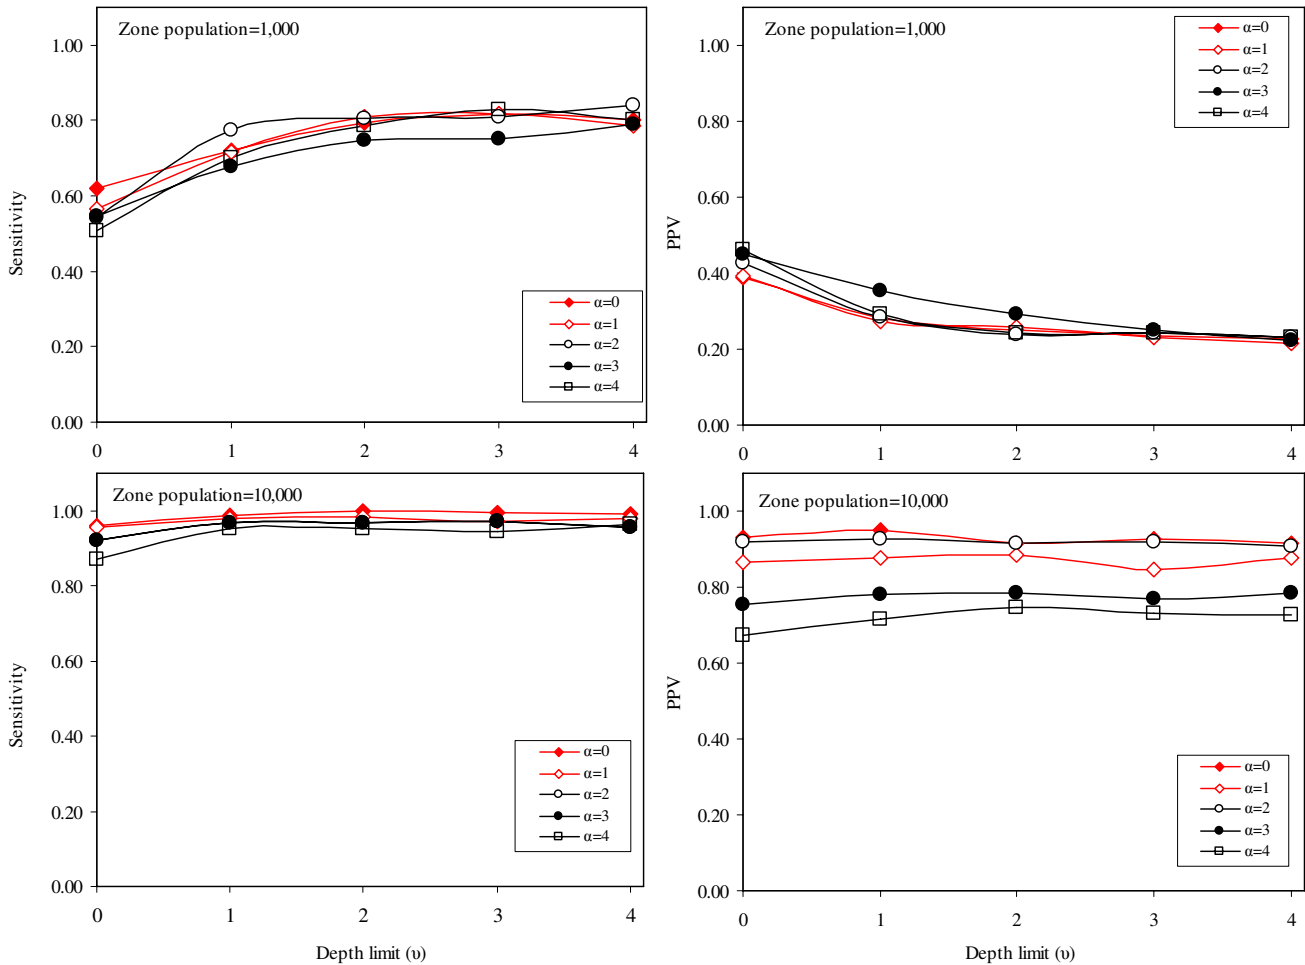 Zone population=1,000
1.00
0.80
0.60
0.40
0.20
0.00
Sensitivity
α=0
α=1
α=2
α=3
α=4
0 1 2 3 4
Zone population=1,000
1.00
0.80
0.60
0.40
0.20
0.00
PPV
α=0
α=1
α=2
α=3
α=4
0 1 2 3 4
Zone population=10,000
1.00
0.80
0.60
0.40
0.20
0.00
Sensitivity
α=0
α=1
α=2
α=3
α=4
0 1 2 3 4
Depth limit (υ)
Zone population=10,000
1.00
0.80
0.60
0.40
0.20
0.00
PPV
α=0
α=1
α=2
α=3
α=4
0 1 2 3 4
Depth limit (υ)